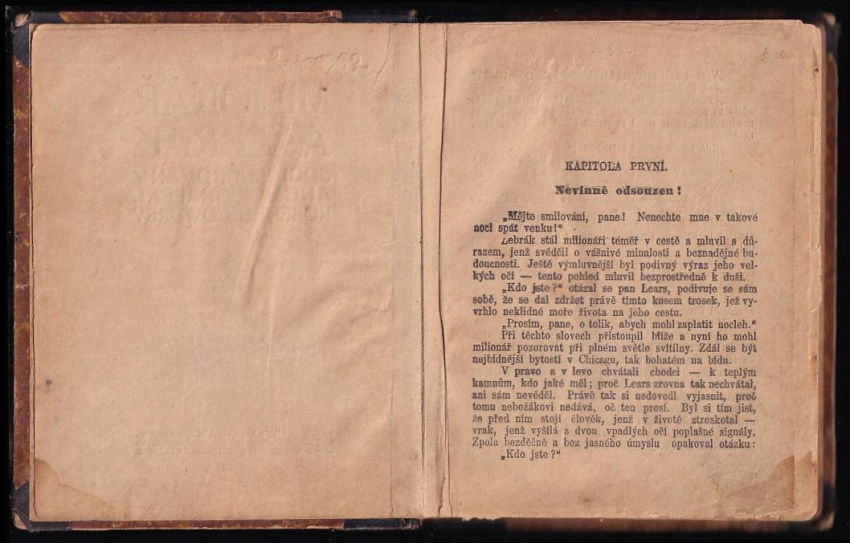 KAPITOLA PRVNÍ.
Nevinně odsouzen!
„Mějte smilování, pane! Nenechte mne v takové
noci spát venku!"
Žebrák stál milionáři téměř v cestě a mluvil s dů-
razem, jenž svědčil o vášnivé minulosti a beznadějné bu-
doucnosti. Ještě výmluvnější byl podivný výraz jeho vel-
kých očí — tento pohled mluvil bezprostředně k duši.
„Kdo jste?" otázal se pan Lears, podivuje se sám
sobě, že se dal zdržet právě tímto kusem trosek, jež vy-
vrhlo neklidné moře života na jeho cestu.
„Prosím, pane, o tolik, abych mohl zaplatit nocleh."
Při těchto slovech přistoupil blíže a nyní ho mohl
milionář pozorovat při plném světle svítilny. Zdál se být
nejbídnější bytostí v Chicagu, tak bohatém na bídu.
V pravo a v levo chvátali chodci — k teplým
kamnům, kdo jaké měl; proč Lears zrovna tak nechvátal,
ani sám nevěděl. Právě tak si nedovedl vyjasnit, proč
tomu nebožákovi nedává, oč ten prosí. Byl si tím jist,
že před ním stojí člověk, jenž v životě ztroskotal —
vrak, jenž vyšílá z dvou vpadlých očí poplašné signály.
Zpola bezděčně a bez jasného úmyslu opakoval otázku:
„Kdo jste?"